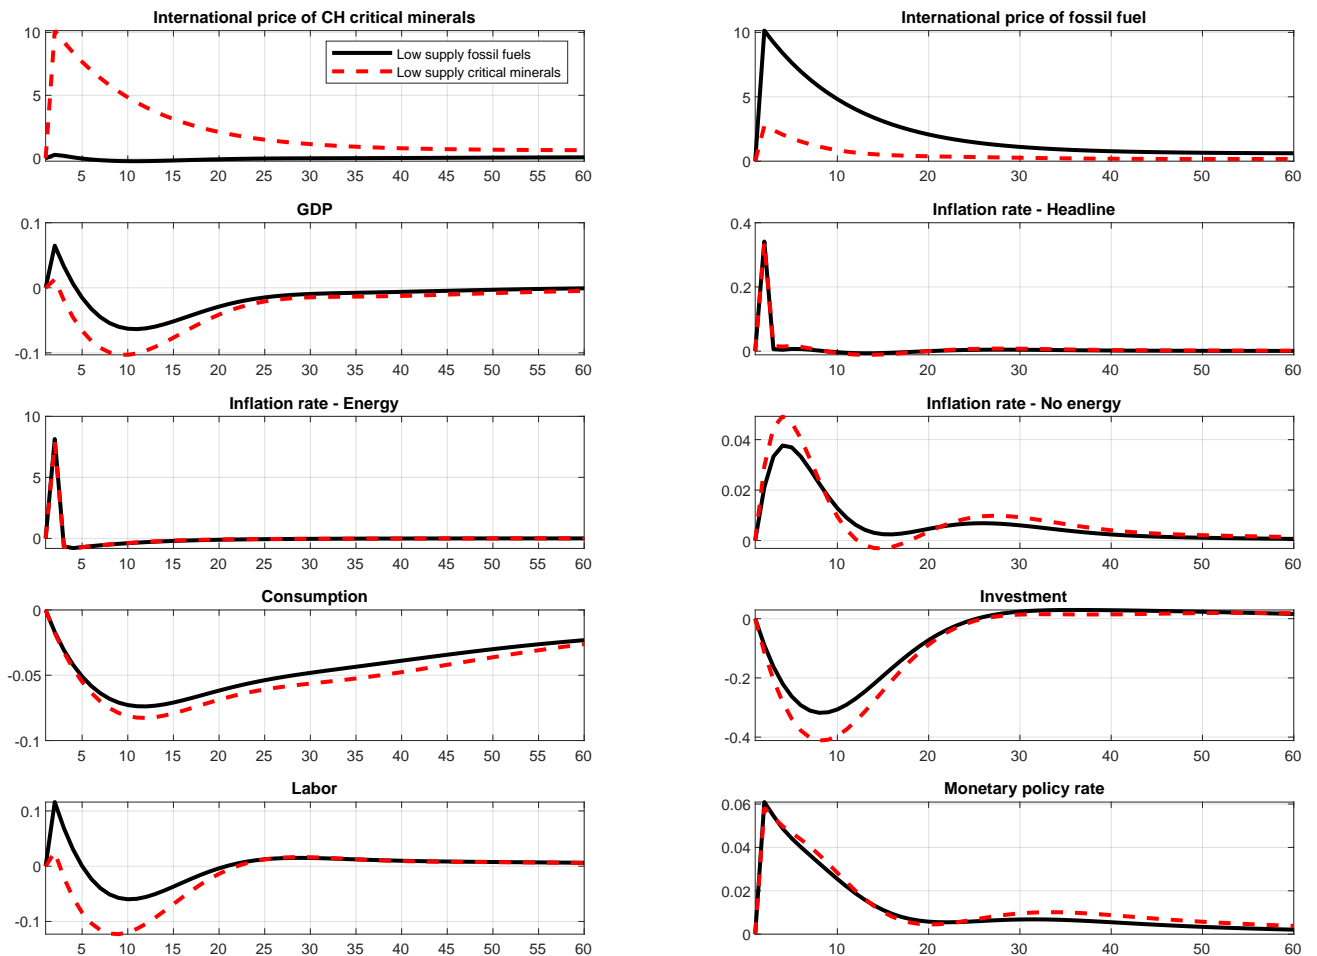 International price of CH critical minerals
10
5
0
Low supply fossil fuels
Low supply critical minerals
5 10 15 20 25 30 35 40 45 50 55 60
International price of fossil fuel
10
5
0
10 20 30 40 50 60
GDP
0.1
0
-0.1
5 10 15 20 25 30 35 40 45 50 55 60
Inflation rate - Headline
0.4
0.2
0
10 20 30 40 50 60
Inflation rate - Energy
10
5
0
5 10 15 20 25 30 35 40 45 50 55 60
Inflation rate - No energy
0.04
0.02
0
10 20 30 40 50 60
Consumption
0
-0.05
-0.1
5 10 15 20 25 30 35 40 45 50 55 60
Investment
0
-0.2
-0.4
10 20 30 40 50 60
Labor
0.1
0
-0.1
5 10 15 20 25 30 35 40 45 50 55 60
Monetary policy rate
0.06
0.04
0.02
0
10 20 30 40 50 60